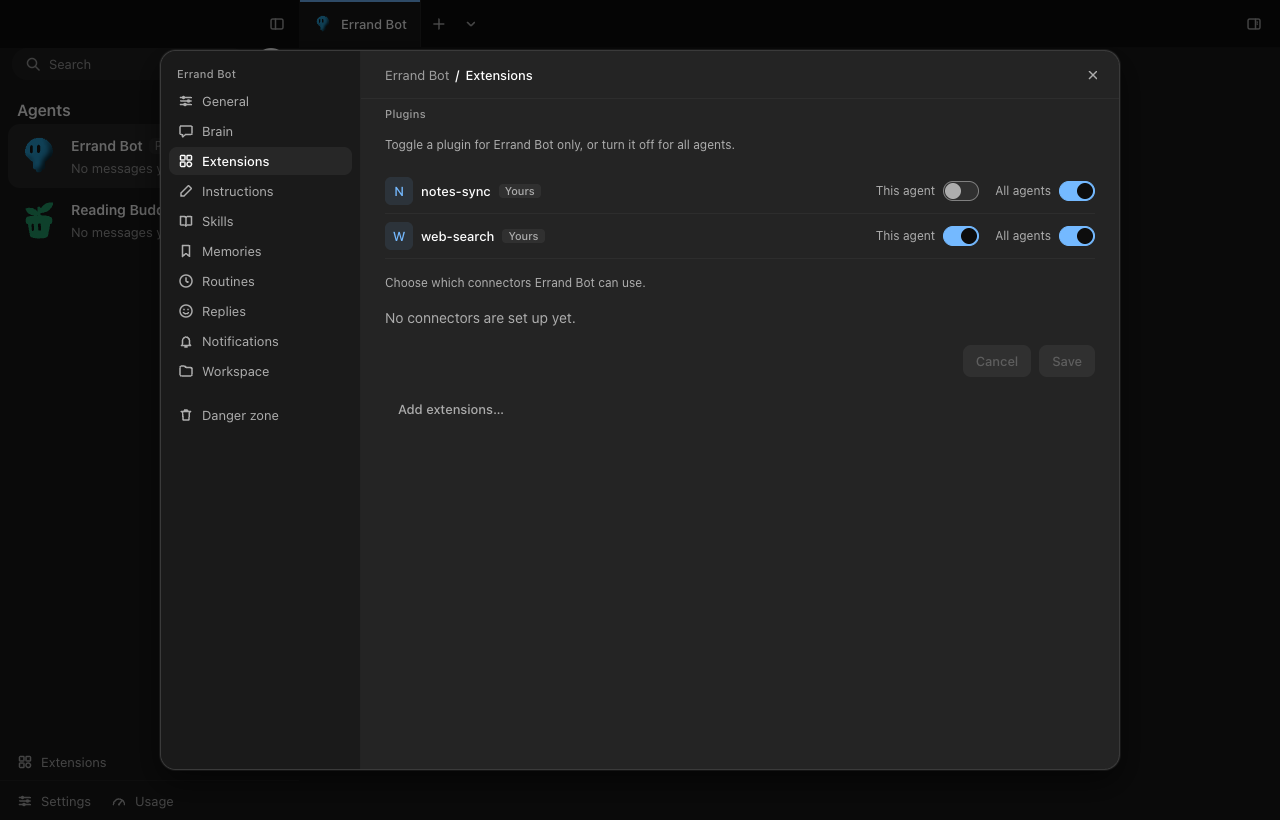 Errand Bot
Search
Agents
Errand Bot
No messages y
Reading Budd
No messages y
Extensions
Settings
Usage
Errand Bot
General
Brain
Extensions
Instructions
Skills
Memories
Routines
Replies
Notifications
Workspace
Danger zone
Errand Bot / Extensions
Plugins
Toggle a plugin for Errand Bot only, or turn it off for all agents.
N notes-sync Yours This agent All agents
W web-search Yours This agent All agents
Choose which connectors Errand Bot can use.
No connectors are set up yet.
Cancel Save
Add extensions...